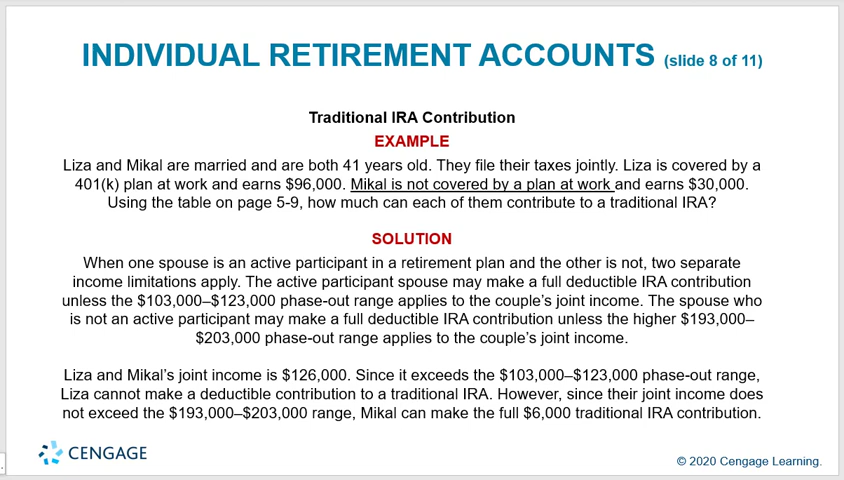 INDIVIDUAL RETIREMENT ACCOUNTS (slide 8 of 11)
Traditional IRA Contribution
EXAMPLE
Liza and Mikal are married and are both 41 years old. They file their taxes jointly. Liza is covered by a
401(k) plan at work and earns $96,000. Mikal is not covered by a plan at work and earns $30,000.
Using the table on page 5-9, how much can each of them contribute to a traditional IRA?
SOLUTION
When one spouse is an active participant in a retirement plan and the other is not, two separate
income limitations apply. The active participant spouse may make a full deductible IRA contribution
unless the $103,000–$123,000 phase-out range applies to the couple’s joint income. The spouse who
is not an active participant may make a full deductible IRA contribution unless the higher $193,000–
$203,000 phase-out range applies to the couple’s joint income.
Liza and Mikal’s joint income is $126,000. Since it exceeds the $103,000–$123,000 phase-out range,
Liza cannot make a deductible contribution to a traditional IRA. However, since their joint income does
not exceed the $193,000–$203,000 range, Mikal can make the full $6,000 traditional IRA contribution.
CENGAGE
© 2020 Cengage Learning.